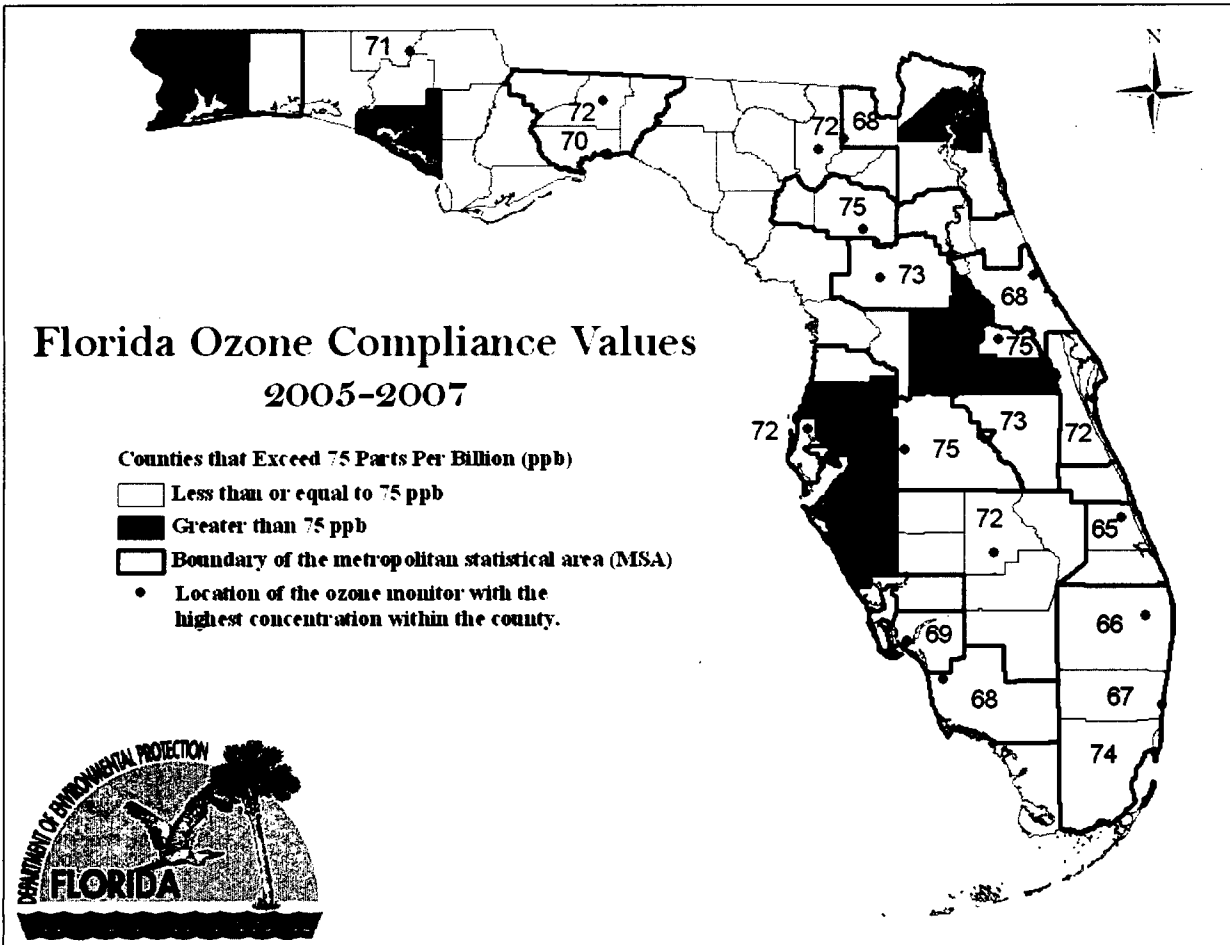 N
71
72
70
72
68
75
73
68
75
Florida Ozone Compliance Values
2005-2007
72
75
73
72
Counties that Exceed 75 Parts Per Billion (ppb)
Less than or equal to 75 ppb
Greater than 75 ppb
Boundary of the metropolitan statistical area (MSA)
Location of the ozone monitor with the
highest concentration within the county.
72
65
66
69
68
67
74
DEPARTMENT OF ENVIRONMENTAL PROTECTION
FLORIDA